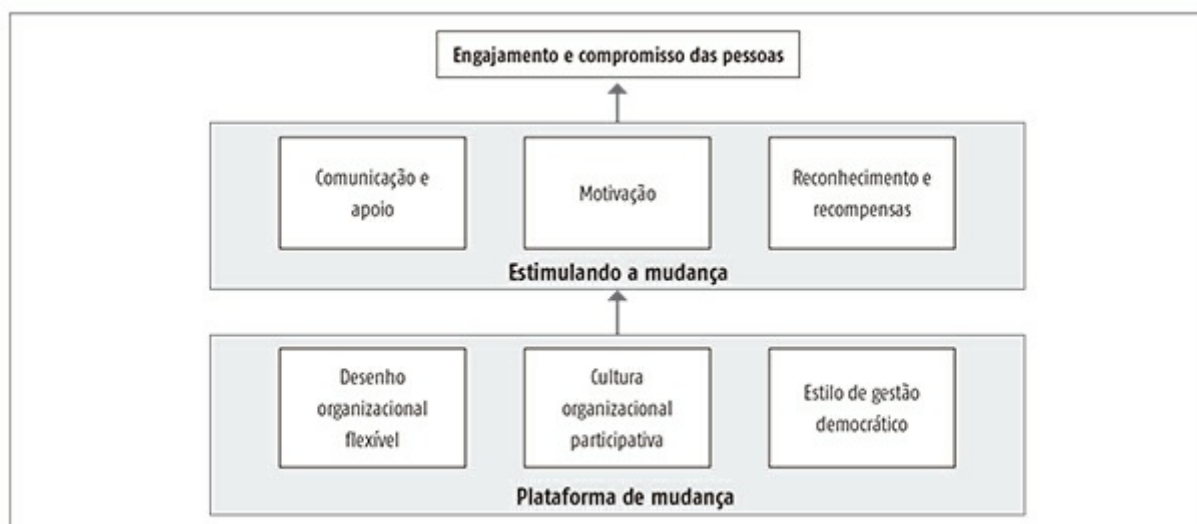 Engajamento e compromisso das pessoas
Comunicação e
apoio
Motivação
Reconhecimento e
recompensas
Estimulando a mudança
Desenho
organizacional
flexível
Cultura
organizacional
participativa
Estilo de gestão
democrático
Plataforma de mudança